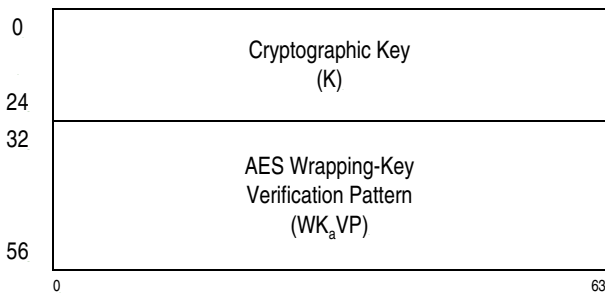 0
Cryptographic Key
(K)
24
32
AES Wrapping-Key
Verification Pattern
(WKaVP)
56
0 63